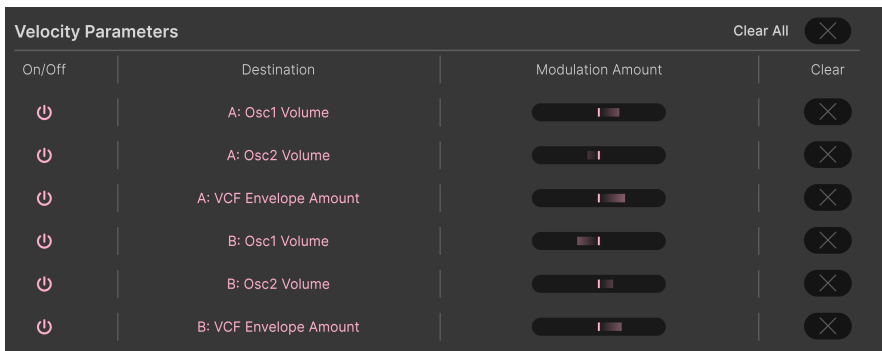 Velocity Parameters Clear All
On/Off Destination Modulation Amount Clear
A: Osc1 Volume
A: Osc2 Volume
A: VCF Envelope Amount
B: Osc1 Volume
B: Osc2 Volume
B: VCF Envelope Amount